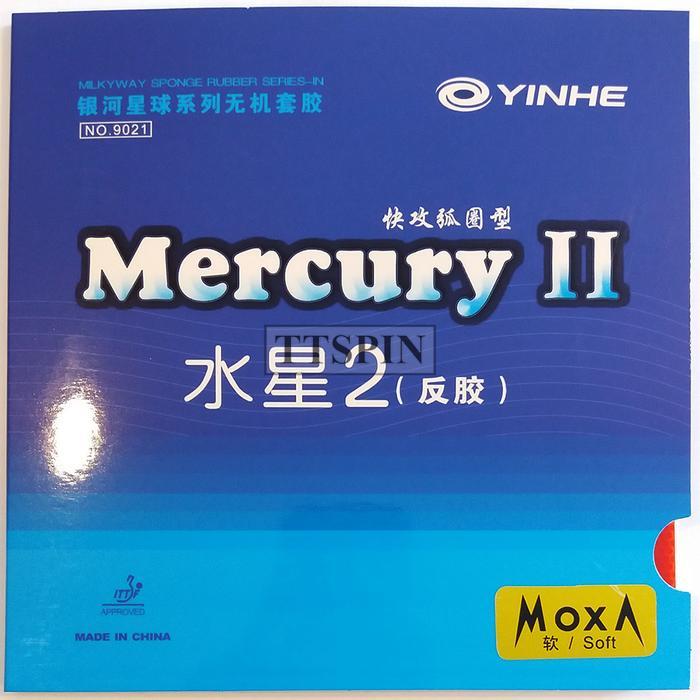 MILKYWAY SPONGE RUBBER SERIES-IN
银河星球系列无机套胶
NO.9021
YINHE
快攻弧圈型
Mercury II
TTSPIN
水星2(反胶)
ITTF
APPROVED
MADE IN CHINA
MOXA
软 / Soft